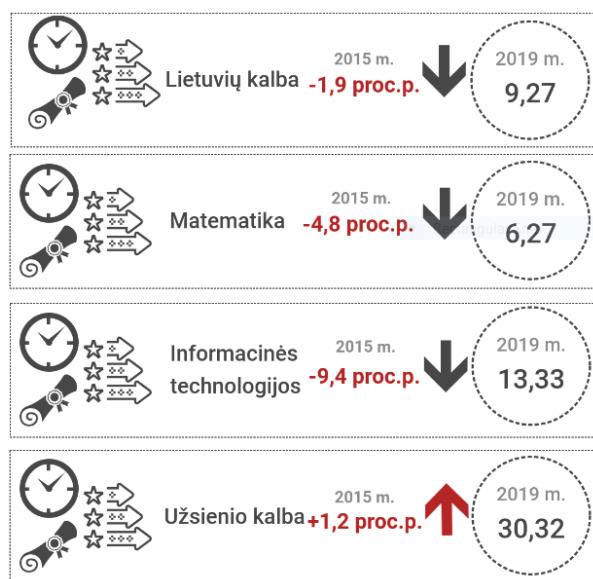 Lietuvių kalba
2015 m.
-1,9 proc.p.
2019 m.
9,27
Matematika
2015 m.
-4,8 proc.p.
2019 m.
6,27
Informacinės
technologijos
2015 m.
-9,4 proc.p.
2019 m.
13,33
Užsienio kalba
2015 m.
+1,2 proc.p.
2019 m.
30,32